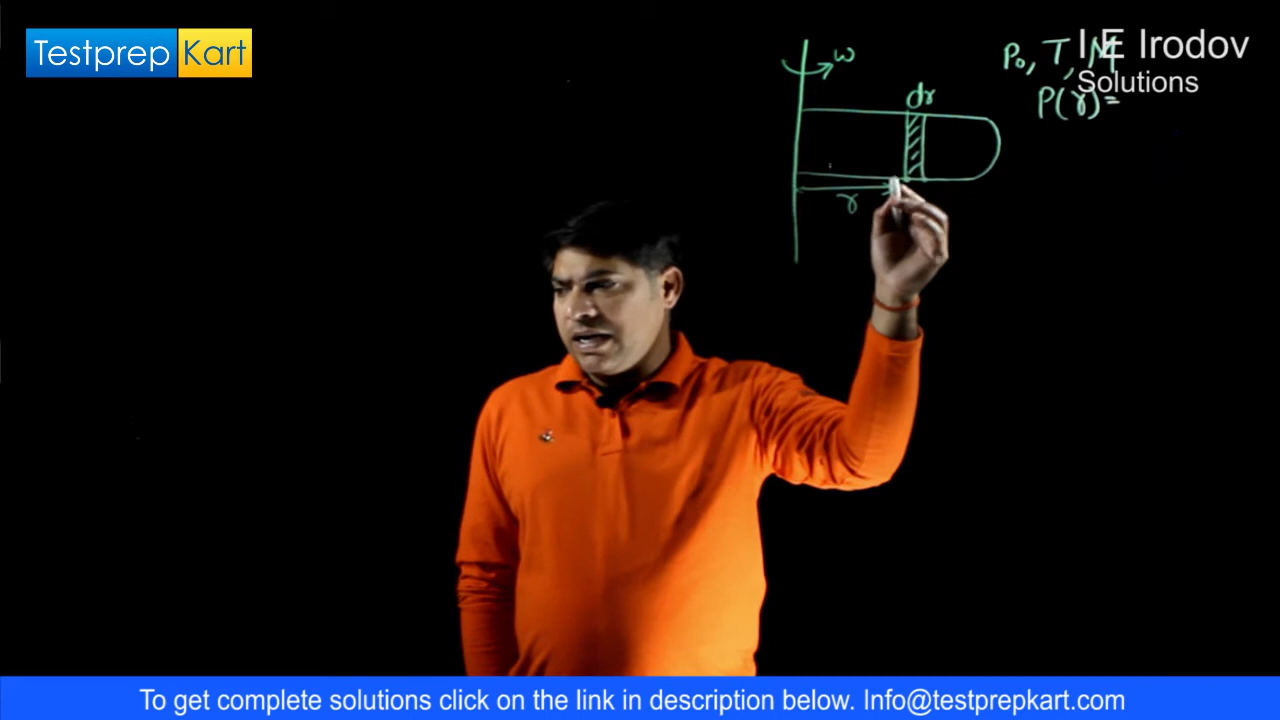 Testprep Kart
I E Irodov
Solutions
P₀, T, M
P(r)=
ω
dr
r
To get complete solutions click on the link in description below. Info@testprepkart.com